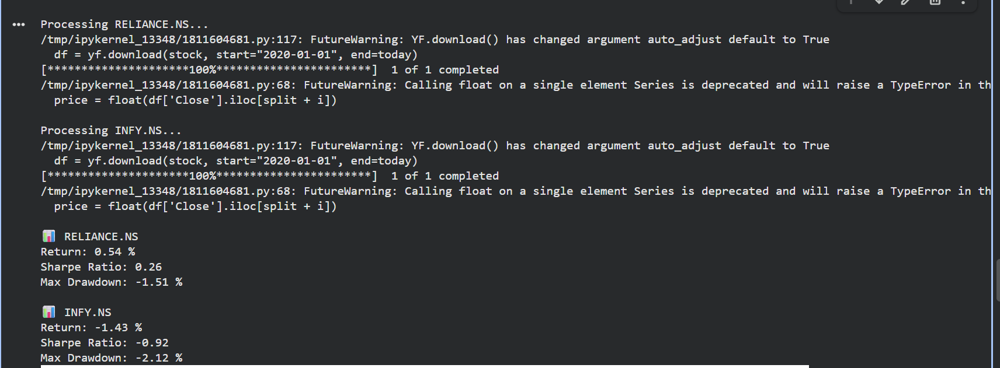 Processing RELIANCE.NS...
/tmp/ipykernel_13348/1811604681.py:117: FutureWarning: YF.download() has changed argument auto_adjust default to True
  df = yf.download(stock, start="2020-01-01", end=today)
[*********************100%***********************]  1 of 1 completed
/tmp/ipykernel_13348/1811604681.py:68: FutureWarning: Calling float on a single element Series is deprecated and will raise a TypeError in th
  price = float(df['Close'].iloc[split + i])
Processing INFY.NS...
/tmp/ipykernel_13348/1811604681.py:117: FutureWarning: YF.download() has changed argument auto_adjust default to True
  df = yf.download(stock, start="2020-01-01", end=today)
[*********************100%***********************]  1 of 1 completed
/tmp/ipykernel_13348/1811604681.py:68: FutureWarning: Calling float on a single element Series is deprecated and will raise a TypeError in th
  price = float(df['Close'].iloc[split + i])
📊 RELIANCE.NS
Return: 0.54 %
Sharpe Ratio: 0.26
Max Drawdown: -1.51 %
📊 INFY.NS
Return: -1.43 %
Sharpe Ratio: -0.92
Max Drawdown: -2.12 %